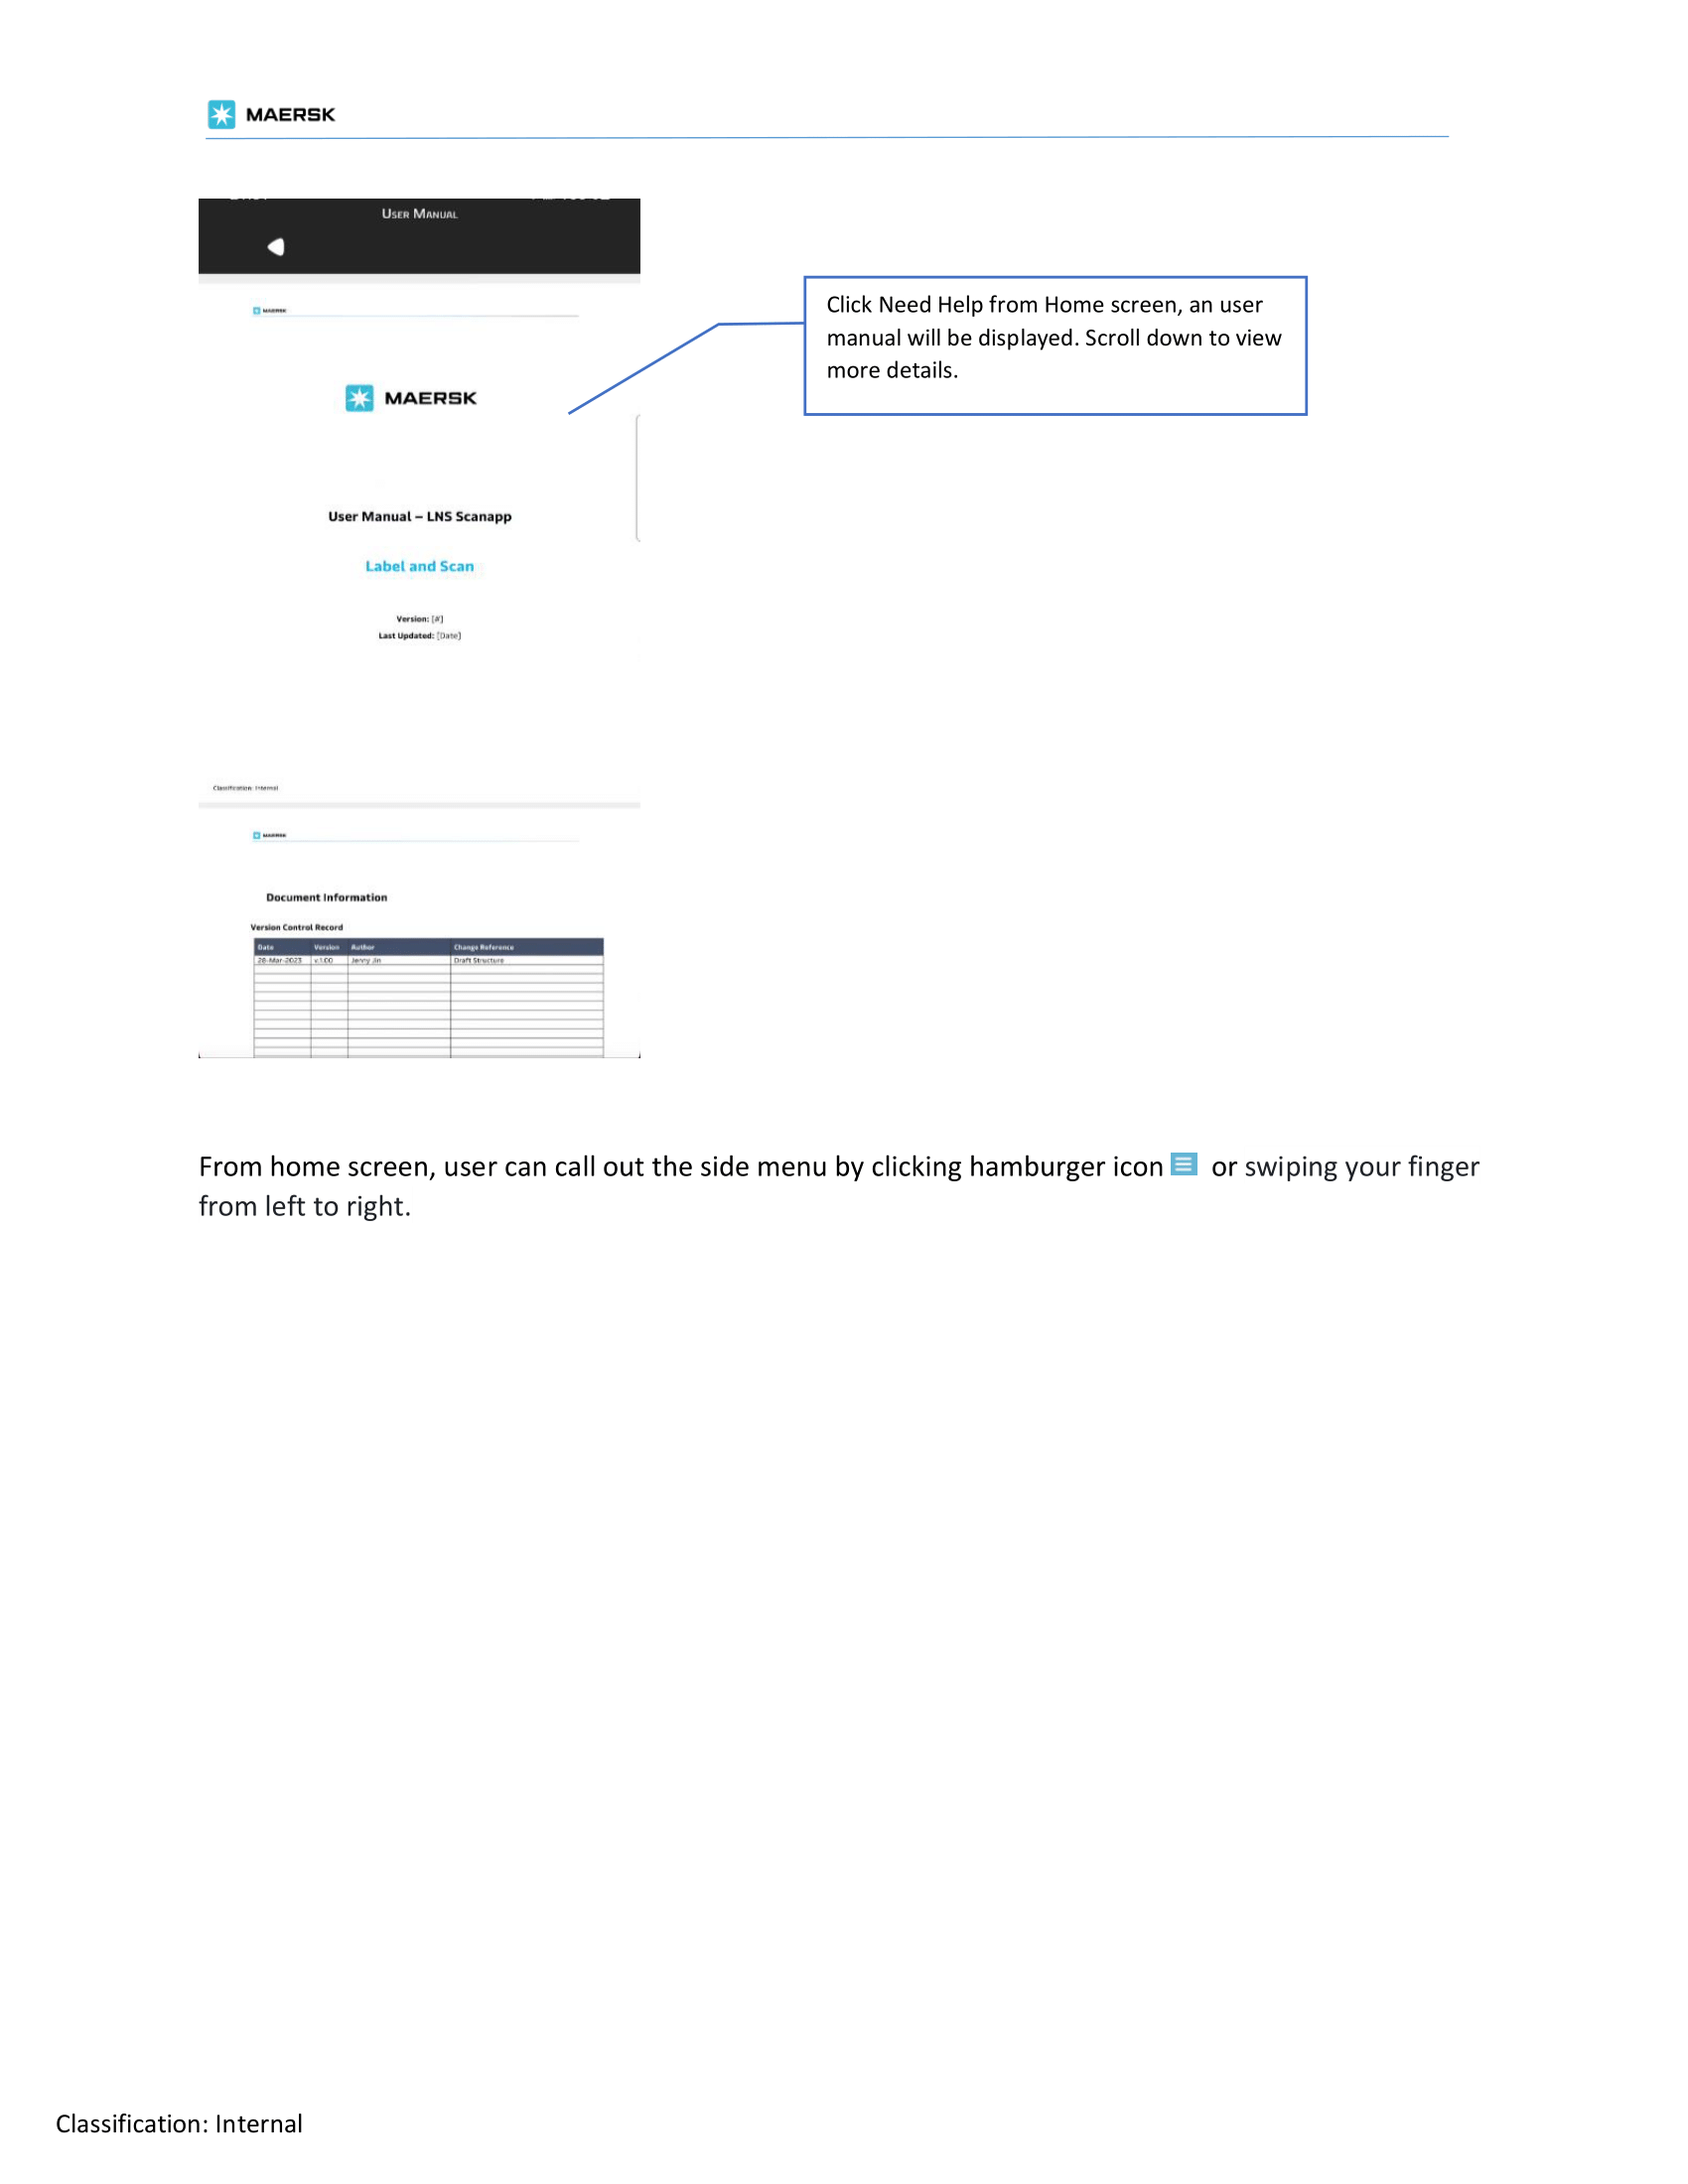 MAERSK
USER MANUAL
MAERSK
Click Need Help from Home screen, an user
manual will be displayed. Scroll down to view
more details.
MAERSK
User Manual – LNS Scanapp
Label and Scan
Version: [#]
Last Updated: [Date]
Classification: Internal
MAERSK
Document Information
Version Control Record
Date Version Author Change Reference
28-Mar-2023 v.1.00 Jenny Jin Draft Structure
From home screen, user can call out the side menu by clicking hamburger icon or swiping your finger
from left to right.
Classification: Internal